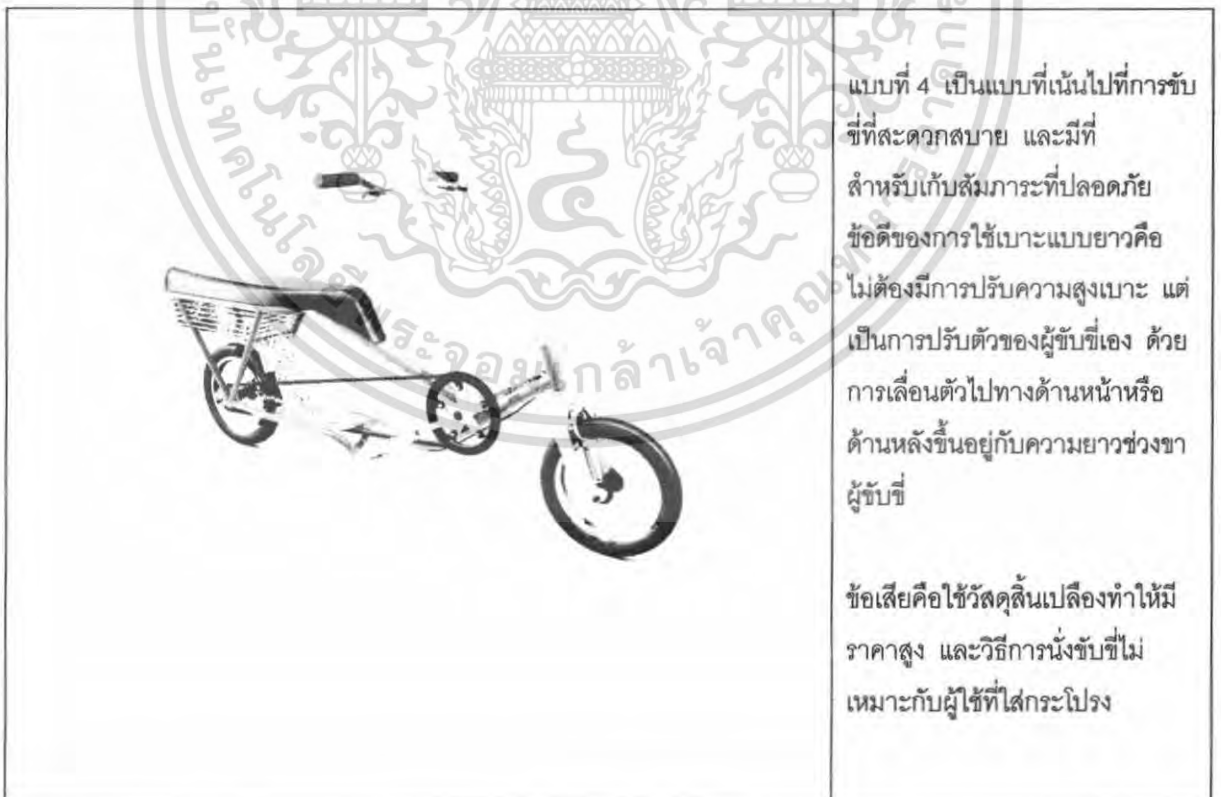 แบบที่ 4 เป็นแบบที่เน้นไปที่การขับ
ขี่ที่สะดวกสบาย และมีที่
สำหรับเก็บสัมภาระที่ปลอดภัย
ข้อดีของการใช้เบาะแบบยาวคือ
ไม่ต้องมีการปรับความสูงเบาะ แต่
เป็นการปรับตัวของผู้ขับขี่เอง ด้วย
การเลื่อนตัวไปทางด้านหน้าหรือ
ด้านหลังขึ้นอยู่กับความยาวช่วงขา
ผู้ขับขี่
ข้อเสียคือใช้วัสดุสิ้นเปลืองทำให้มี
ราคาสูง และวิธีการนั่งขับขี่ไม่
เหมาะกับผู้ใช้ที่ใส่กระโปรง